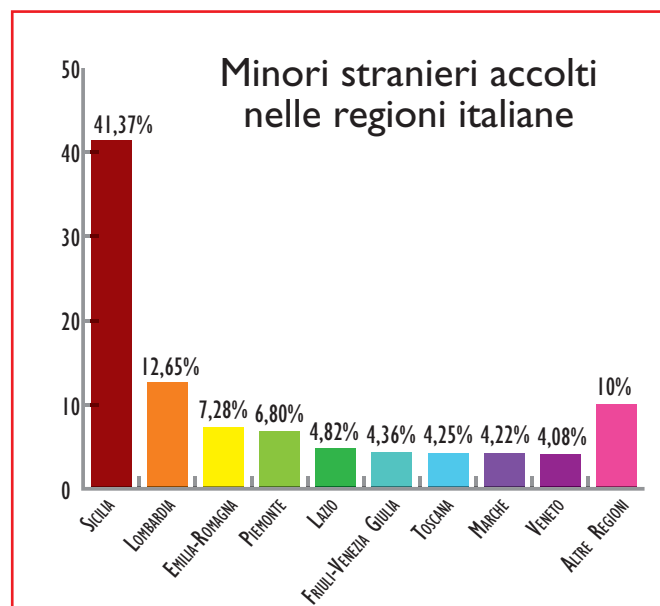 Minori stranieri accolti
nelle regioni italiane
50
40
30
20
10
0
41,37%
12,65%
7,28%
6,80%
4,82%
4,36%
4,25%
4,22%
4,08%
10%
Sicilia
Lombardia
Emilia-Romagna
Piemonte
Lazio
Friuli-Venezia Giulia
Toscana
Marche
Veneto
Altre Regioni